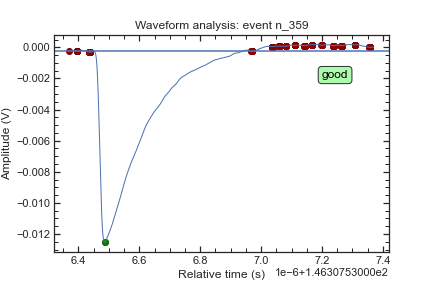 Waveform analysis: event n_359
0.000
−0.002
−0.004
−0.006
−0.008
−0.010
−0.012
Amplitude (V)
good
6.4 6.6 6.8 7.0 7.2 7.4
Relative time (s) 1e−6+1.4630753000e2